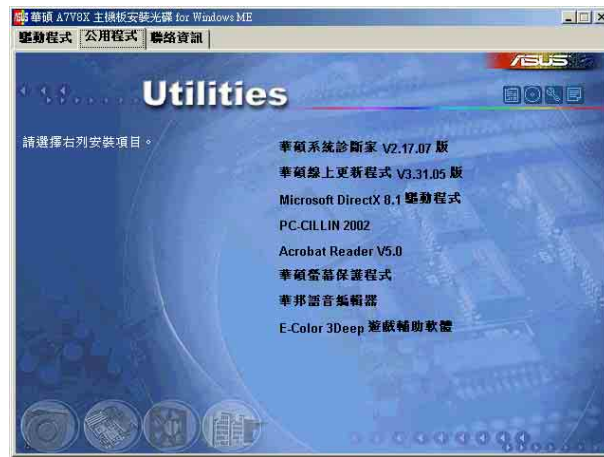 華碩 A7V8X 主機板安裝光碟 for Windows ME
驅動程式 公用程式 聯絡資訊
ASUS
Utilities
請選擇右列安裝項目。
華碩系統診斷家 V2.17.07 版
華碩線上更新程式 V3.31.05 版
Microsoft DirectX 8.1 驅動程式
PC-CILLIN 2002
Acrobat Reader V5.0
華碩螢幕保護程式
華邦語音編輯器
E-Color 3Deep 遊戲輔助軟體